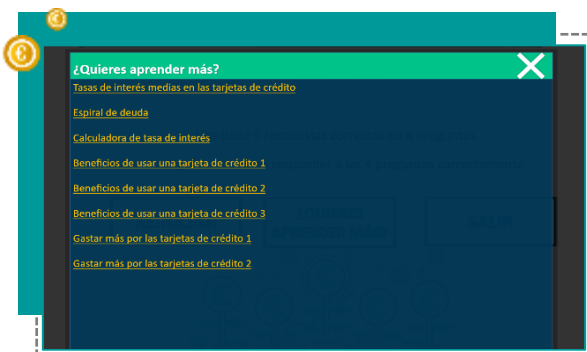 ¿Quieres aprender más?
Tasas de interés medias en las tarjetas de crédito
Espiral de deuda
Calculadora de tasa de interés
Beneficios de usar una tarjeta de crédito 1
Beneficios de usar una tarjeta de crédito 2
Beneficios de usar una tarjeta de crédito 3
Gastar más por las tarjetas de crédito 1
Gastar más por las tarjetas de crédito 2
SALIR